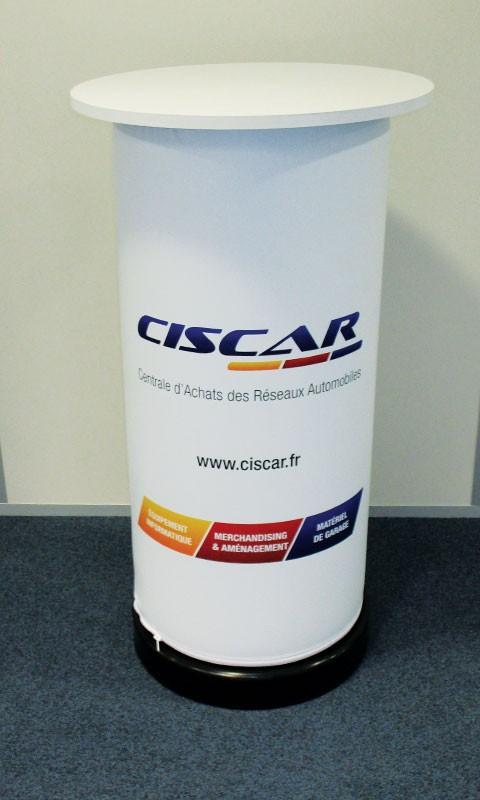 CISCAR
Centrale d'Achats des Réseaux Automobiles
www.ciscar.fr
ÉQUIPEMENT
INFORMATIQUE
MERCHANDISING
& AMÉNAGEMENT
MATÉRIEL
DE GARAGE